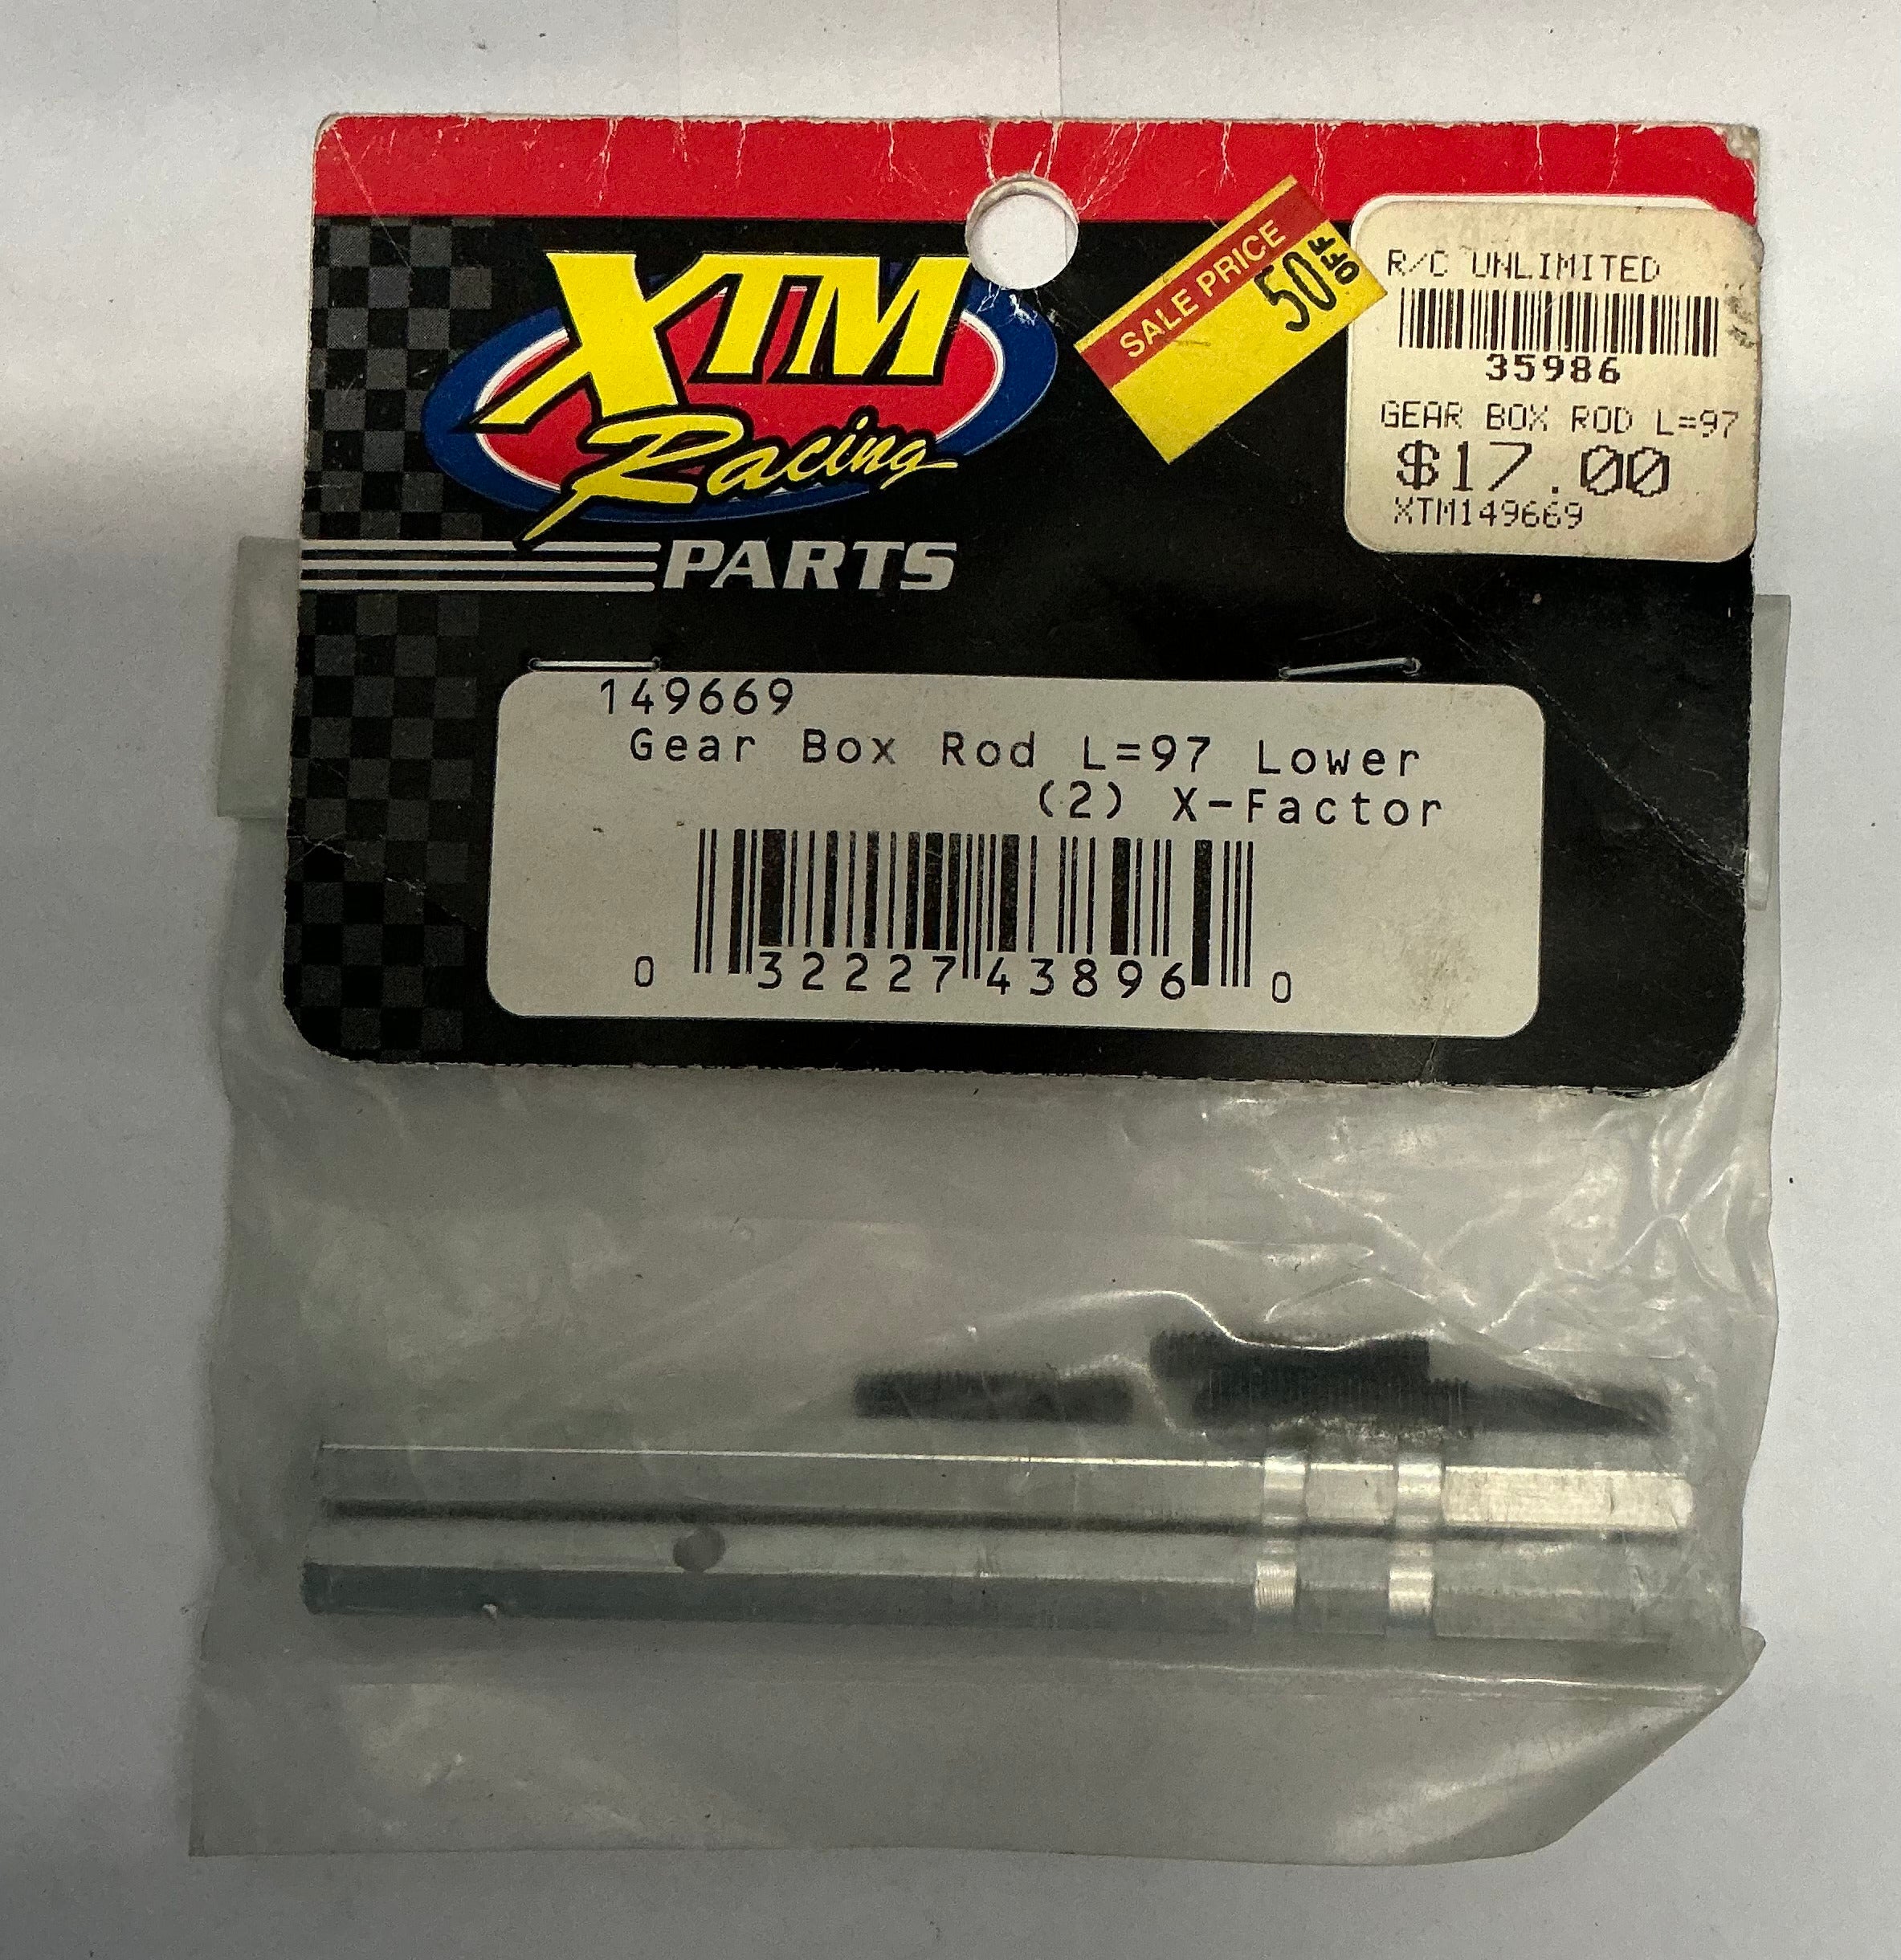 XTM
Racing
PARTS
SALE PRICE
50% OFF
R/C UNLIMITED
35986
GEAR BOX ROD L=97
$17.00
XTM149669
149669
Gear Box Rod L=97 Lower
(2) X-Factor
0 32227 43896 0